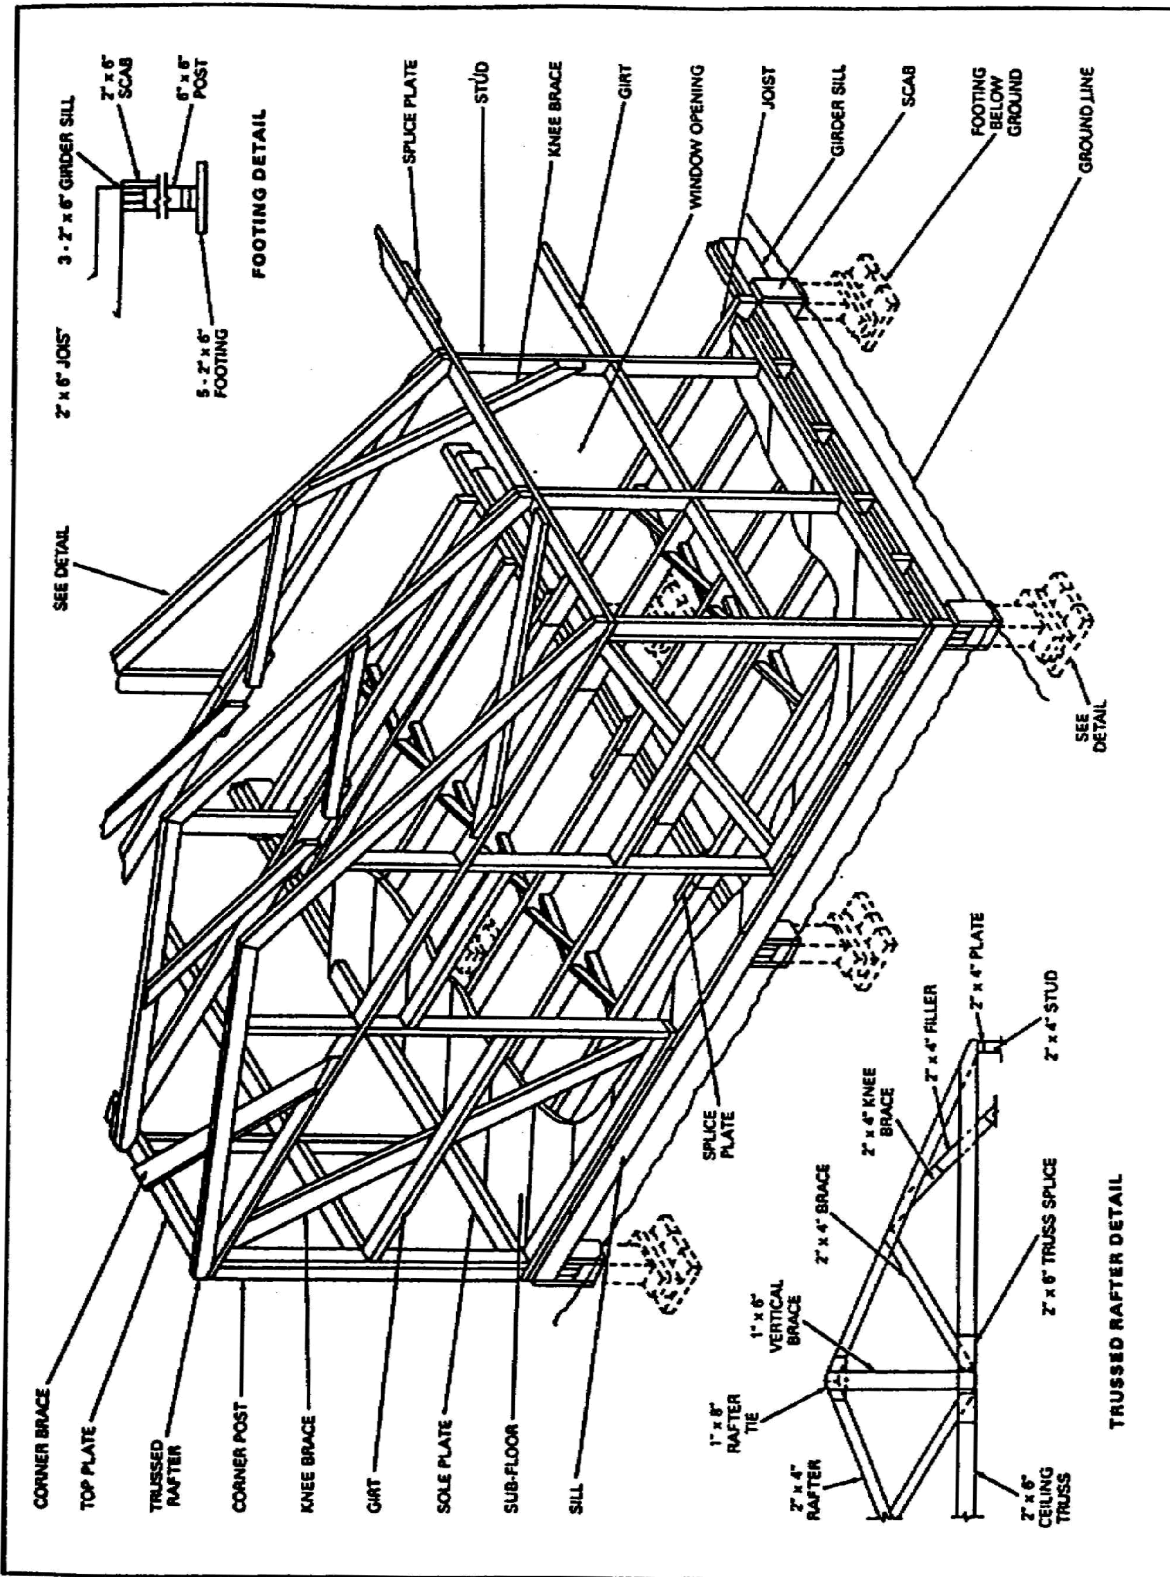 CORNER BRACE
TOP PLATE
TRUSSED
RAFTER
CORNER POST
KNEE BRACE
GIRT
SOLE PLATE
SUB-FLOOR
SILL
SEE DETAIL
2" x 6" JOIST
3 - 2" x 6" GIRDER SILL
2" x 6"
SCAB
6" x 6"
POST
5 - 2" x 6"
FOOTING
FOOTING DETAIL
SPLICE PLATE
STUD
KNEE BRACE
GIRT
WINDOW OPENING
JOIST
GIRDER SILL
SCAB
FOOTING
BELOW
GROUND
GROUND LINE
SEE
DETAIL
SPLICE
PLATE
1" x 8"
RAFTER
TIE
2" x 4"
RAFTER
1" x 6"
VERTICAL
BRACE
2" x 4" BRACE
2" x 4" KNEE
BRACE
2" x 4" FILLER
2" x 4" PLATE
2" x 4" STUD
2" x 6" TRUSS SPLICE
2" x 6"
CEILING
TRUSS
TRUSSED RAFTER DETAIL